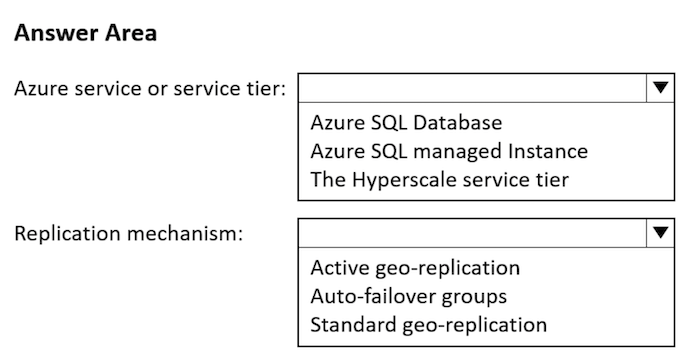 Answer Area
Azure service or service tier:
Azure SQL Database
Azure SQL managed Instance
The Hyperscale service tier
Replication mechanism:
Active geo-replication
Auto-failover groups
Standard geo-replication